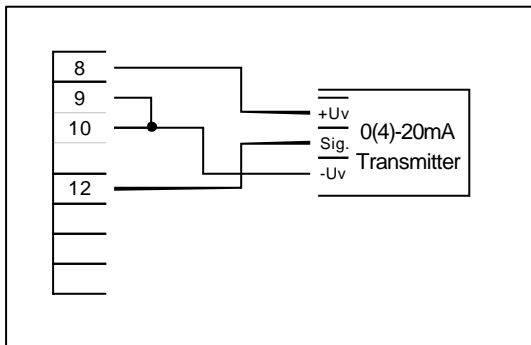 8
9
10
12
+Uv
Sig.
-Uv
0(4)-20mA
Transmitter